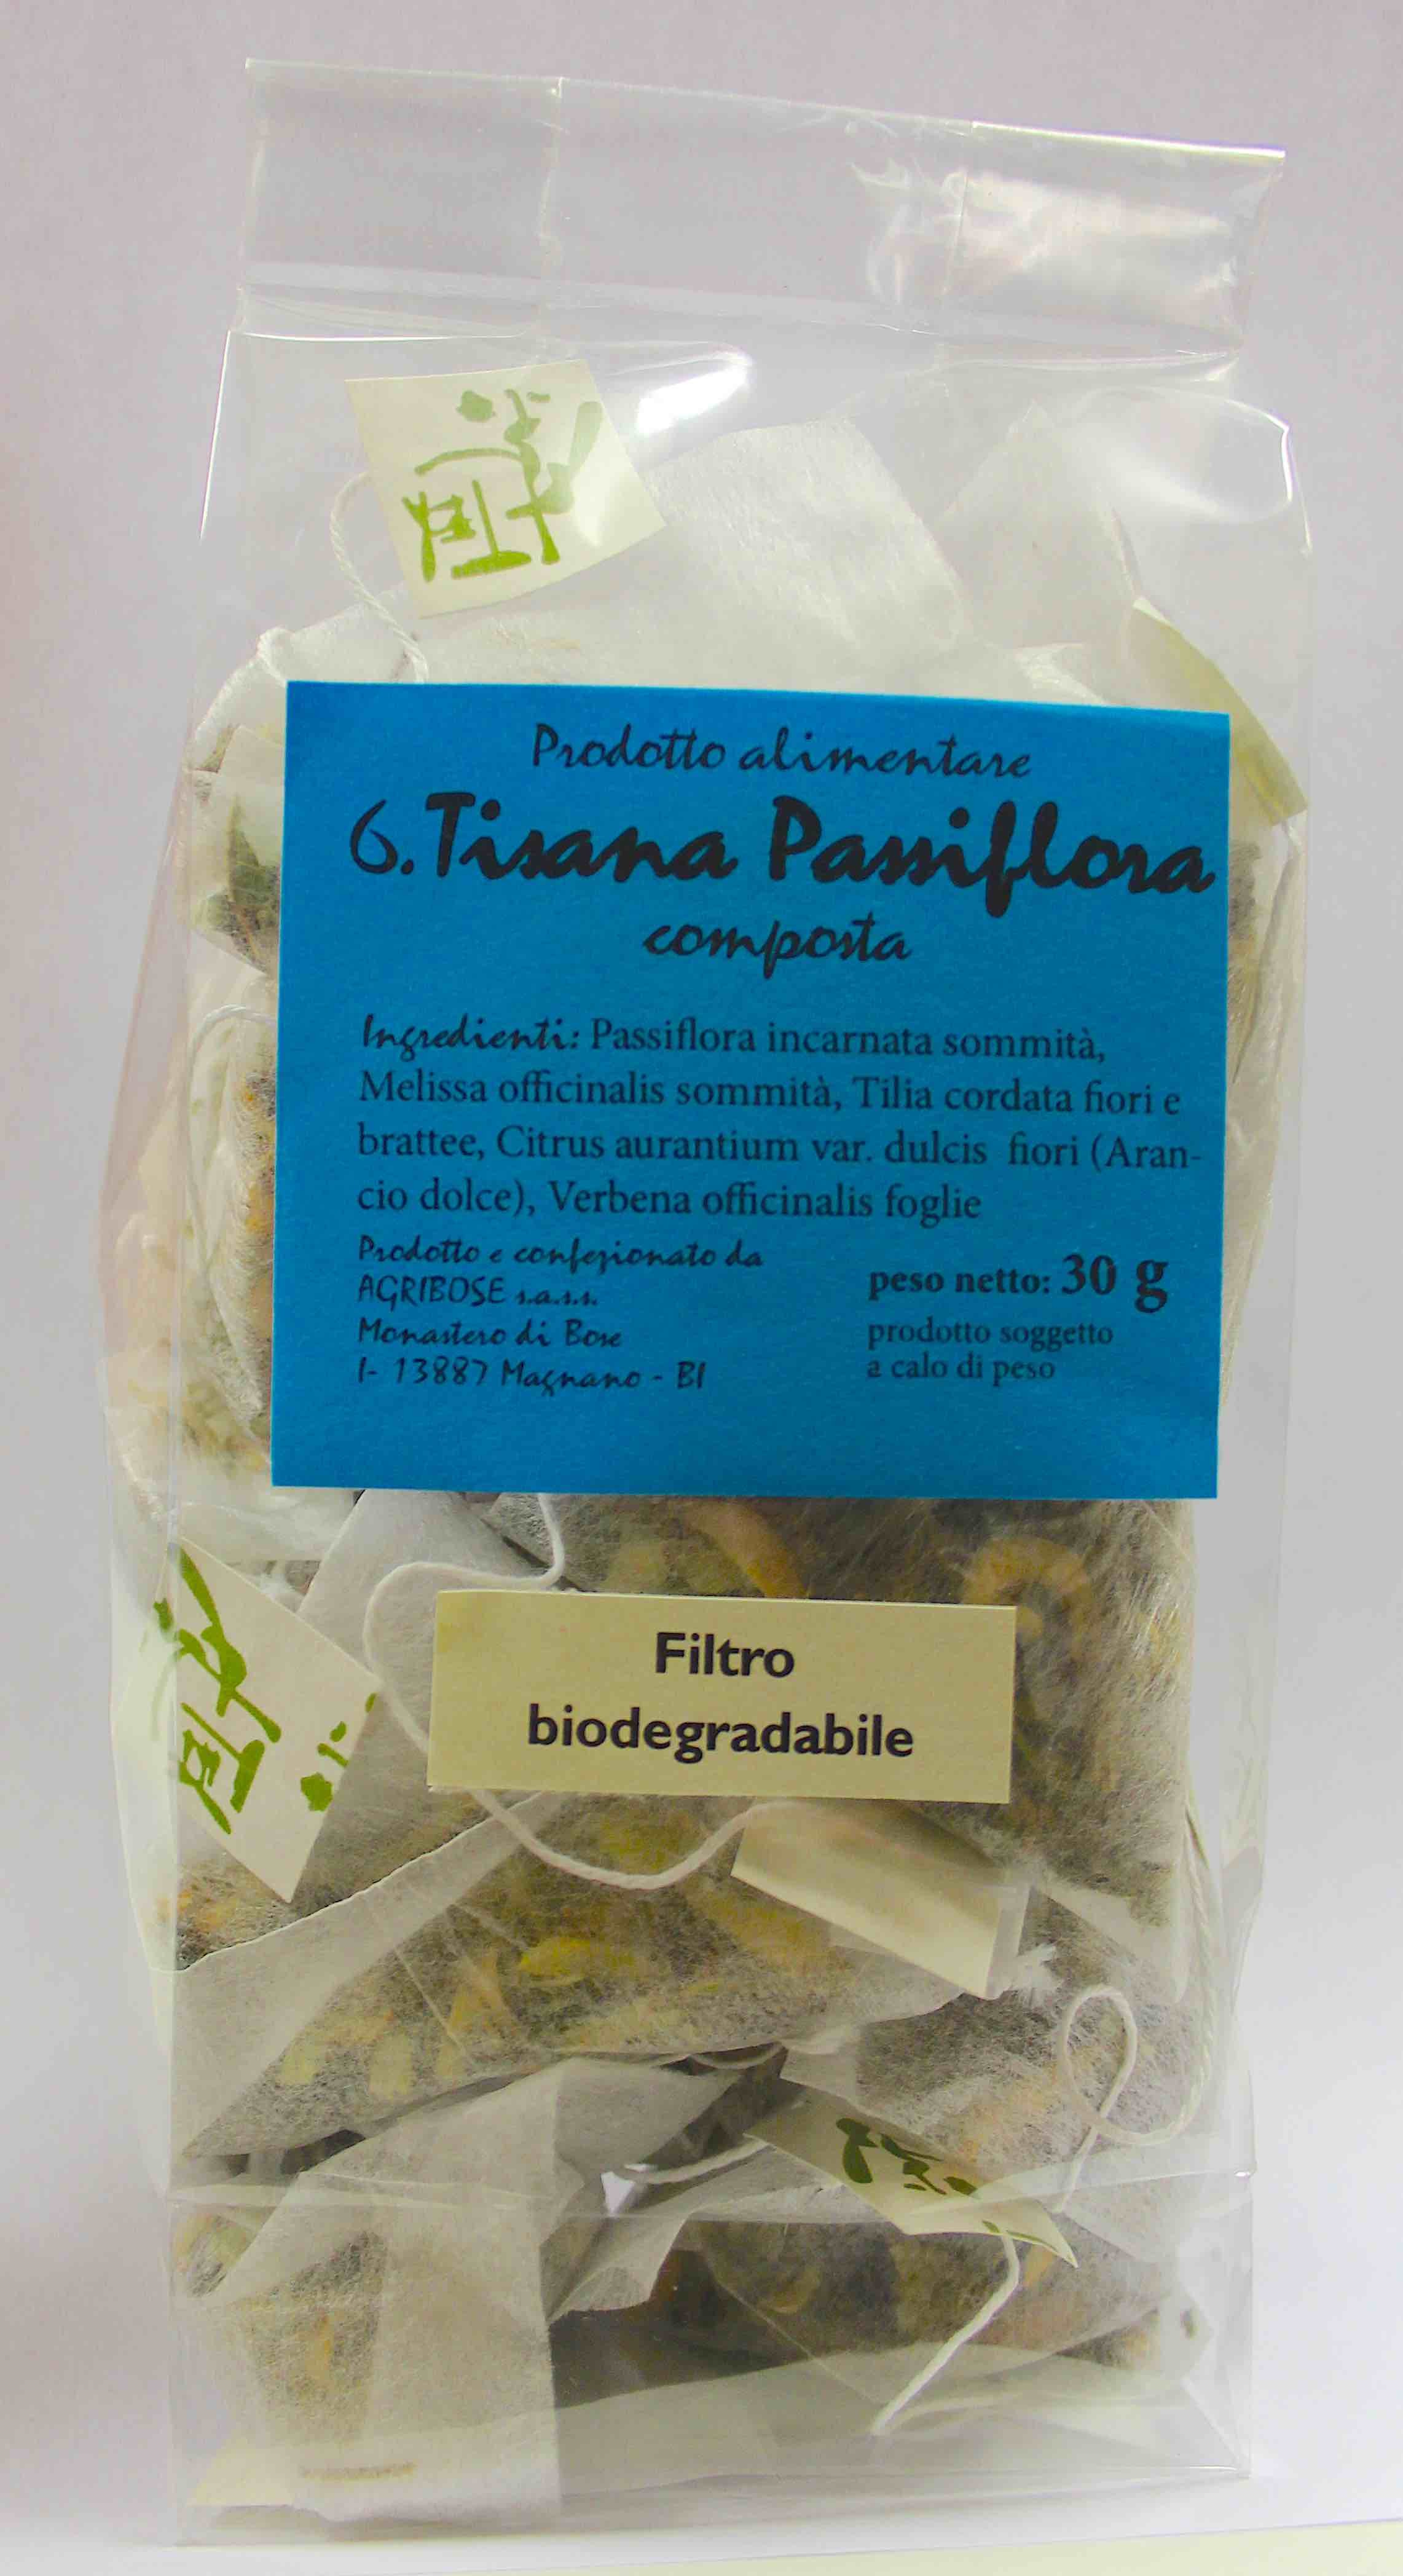 Prodotto alimentare
6. Tisana Passiflora
composta
Ingredienti: Passiflora incarnata sommità,
Melissa officinalis sommità, Tilia cordata fiori e
brattee, Citrus aurantium var. dulcis fiori (Aran-
cio dolce), Verbena officinalis foglie
Prodotto e confezionato da
AGRIBOSE s.a.s.s.
Monastero di Bose
I- 13887 Magnano - BI
peso netto: 30 g
prodotto soggetto
a calo di peso
Filtro
biodegradabile